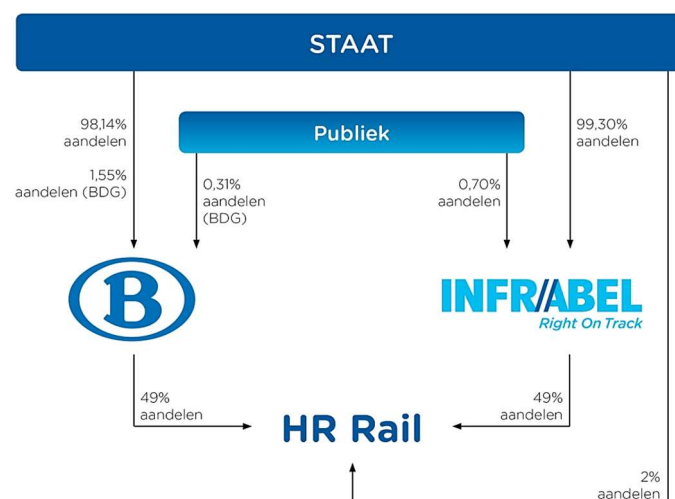 STAAT
98,14%
aandelen
1,55%
aandelen (BDG)
Publiek
0,31%
aandelen
(BDG)
0,70%
aandelen
99,30%
aandelen
B
INFRABEL
Right On Track
49%
aandelen
49%
aandelen
HR Rail
2%
aandelen